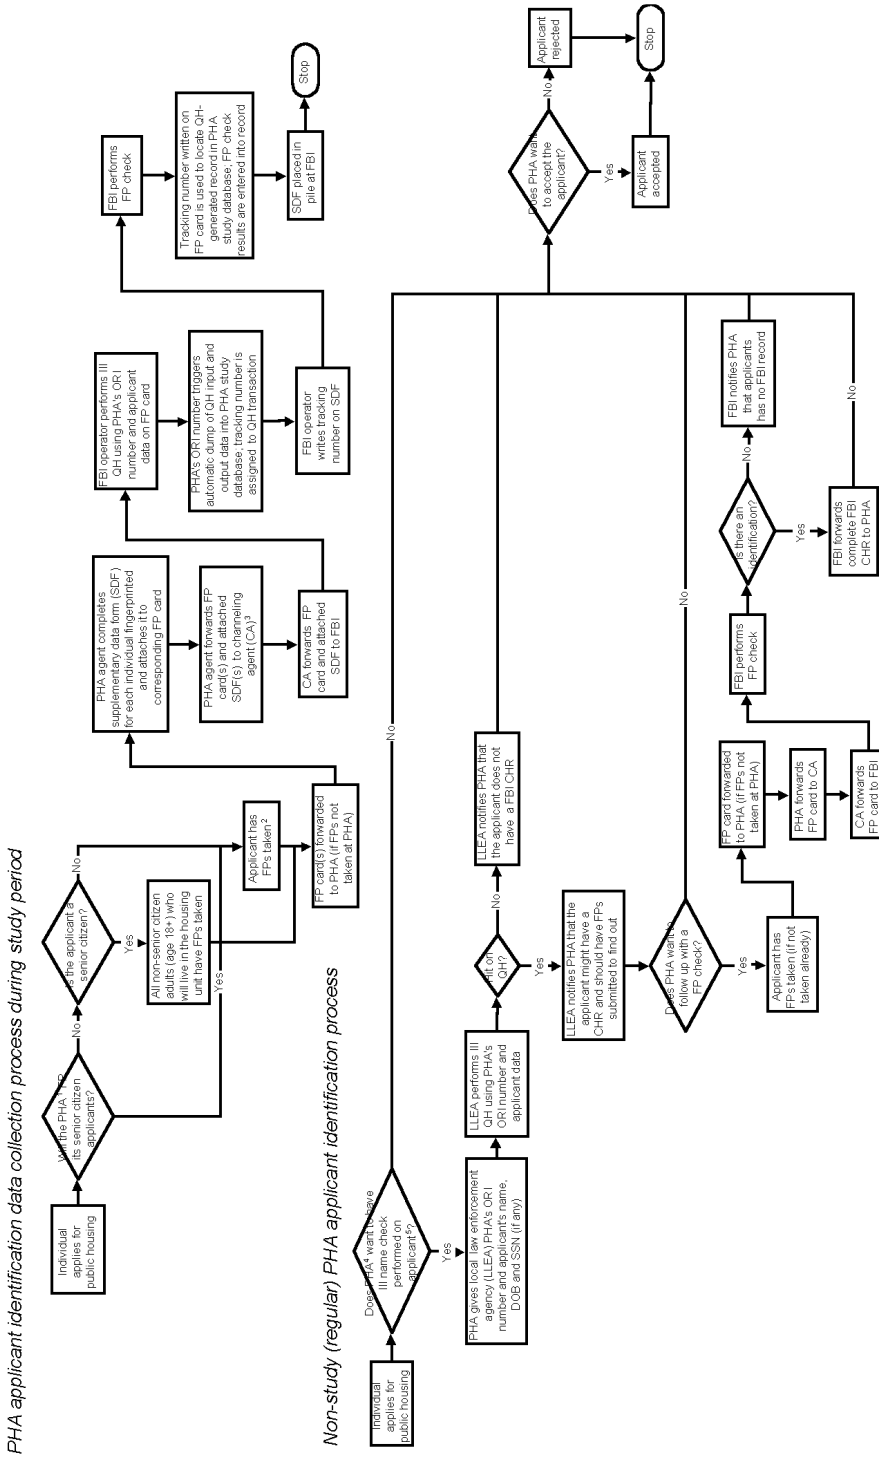 PHA applicant identification data collection process during study period
Individual
applies for
public housing
Will the PHA¹ FP
its senior citizen
applicants?
No
Yes
Is the applicant a
senior citizen?
No
Yes
All non-senior citizen
adults (age 18+) who
will live in the housing
unit have FPs taken
Applicant has
FPs taken²
FP card(s) forwarded
to PHA (if FPs not
taken at PHA)
PHA agent completes
supplementary data form (SDF)
for each individual fingerprinted
and attaches it to
corresponding FP card
PHA agent forwards FP
card(s) and attached
SDF(s) to channeling
agent (CA)³
CA forwards FP
card and attached
SDF to FBI
FBI operator performs III
QH using PHA's ORI
number and applicant
data on FP card
PHA's ORI number triggers
automatic dump of QH input and
output data into PHA study
database; tracking number is
assigned to QH transaction
FBI operator
writes tracking
number on SDF
FBI performs
FP check
Tracking number written on
FP card is used to locate QH-
generated record in PHA
study database; FP check
results are entered into record
SDF placed in
pile at FBI
Stop
Non-study (regular) PHA applicant identification process
Individual
applies for
public housing
Does PHA⁴ want to have
III name check
performed on
applicant⁵?
No
Yes
PHA gives local law enforcement
agency (LLEA) PHA's ORI
number and applicant's name,
DOB and SSN (if any)
LLEA performs III
QH using PHA's
ORI number and
applicant data
Hit on
QH?
No
Yes
LLEA notifies PHA that
the applicant does not
have a FBI CHR
LLEA notifies PHA that the
applicant might have a
CHR and should have FPs
submitted to find out
Does PHA want to
follow up with a
FP check?
No
Yes
Applicant has
FPs taken (if not
taken already)
FP card forwarded
to PHA (if FPs not
taken at PHA)
PHA forwards
FP card to CA
CA forwards
FP card to FBI
FBI performs
FP check
Is there an
identification?
No
Yes
FBI notifies PHA
that applicants
has no FBI record
FBI forwards
complete FBI
CHR to PHA
No
Does PHA want
to accept the
applicant?
No
Yes
Applicant
rejected
Applicant
accepted
Stop